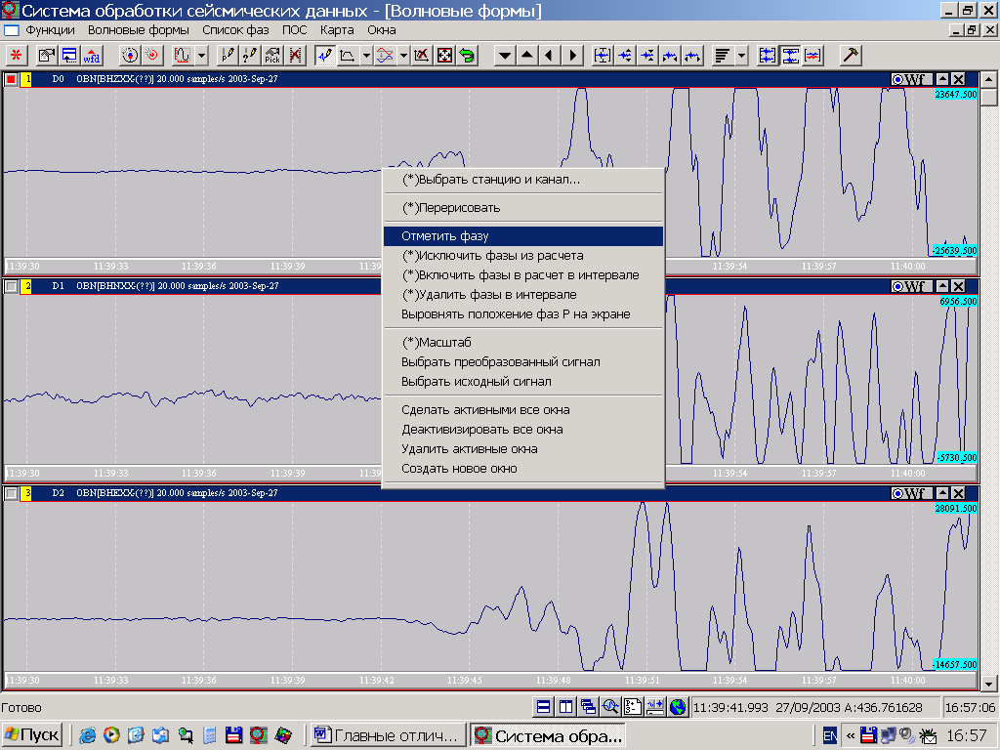 Система обработки сейсмических данных - [Волновые формы]
Функции Волновые формы Список фаз ПОС Карта Окна
wfd P ? Pick
1 D0 OBN[BHZXX-(??)] 20.000 samples/s 2003-Sep-27 Wf
23647.500
-25639.500
11:39:30 11:39:33 11:39:36 11:39:39 11:39:54 11:39:57 11:40:00
(*)Выбрать станцию и канал...
(*)Перерисовать
Отметить фазу
(*)Исключить фазы из расчета
(*)Включить фазы в расчет в интервале
(*)Удалить фазы в интервале
Выровнять положение фаз P на экране
(*)Масштаб
Выбрать преобразованный сигнал
Выбрать исходный сигнал
Сделать активными все окна
Деактивизировать все окна
Удалить активные окна
Создать новое окно
2 D1 OBN[BHNXX-(??)] 20.000 samples/s 2003-Sep-27 Wf
6956.500
-5730.500
11:39:30 11:39:33 11:39:36 11:39:39 11:39:54 11:39:57 11:40:00
3 D2 OBN[BHEXX-(??)] 20.000 samples/s 2003-Sep-27 Wf
28091.500
-14657.500
11:39:30 11:39:33 11:39:36 11:39:39 11:39:42 11:39:45 11:39:48 11:39:51 11:39:54 11:39:57 11:40:00
Готово 11:39:41.993 27/09/2003 A:436.761628 16:57:06
Пуск Главные отлич... Система обра... EN « 16:57